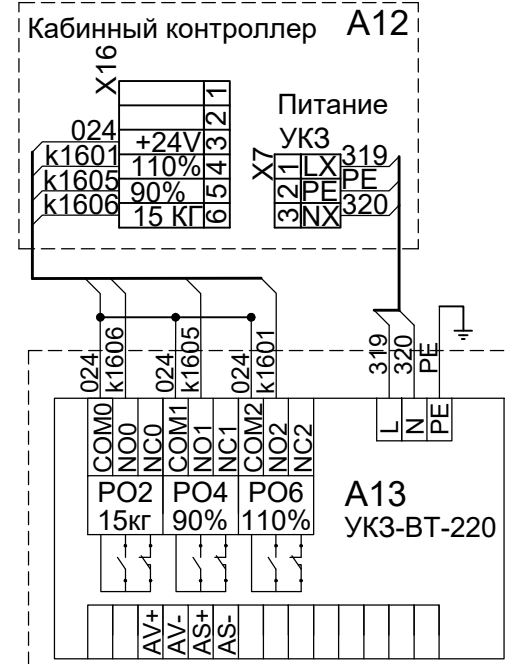 Кабинный контроллер A12
X16
1
2
024 +24V 3
k1601 110% 4
k1605 90% 5
k1606 15 КГ 6
Питание
УКЗ
X7
1 LX 319
2 PE PE
3 NX 320
024 k1606 024 k1605 024 k1601
319 320 PE
COM0 NO0 NC0 COM1 NO1 NC1 COM2 NO2 NC2
L N PE
PO2 PO4 PO6
15кг 90% 110%
A13
УКЗ-ВТ-220
AV+ AV- AS+ AS-